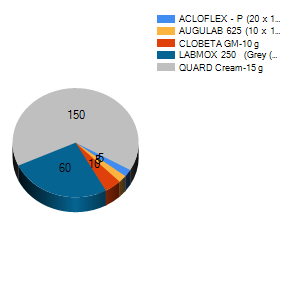 ACLOFLEX - P (20 x 1...
AUGULAB 625 (10 x 1...
CLOBETA GM-10 g
LABMOX 250 (Grey (...
QUARD Cream-15 g
150
5
5
18
60